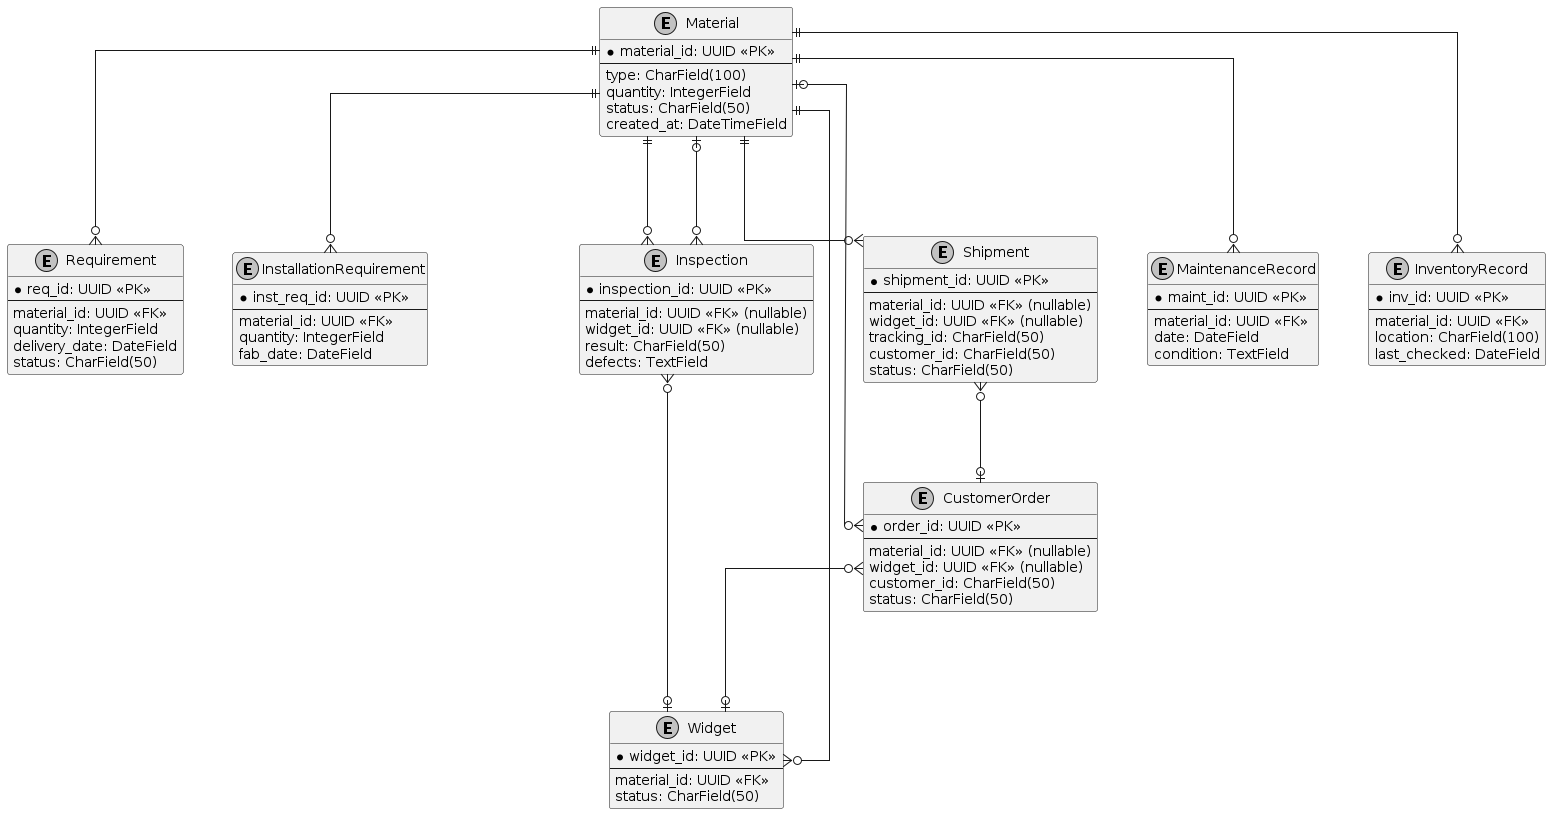 E Material
* material_id: UUID «PK»
type: CharField(100)
quantity: IntegerField
status: CharField(50)
created_at: DateTimeField
E Requirement
* req_id: UUID «PK»
material_id: UUID «FK»
quantity: IntegerField
delivery_date: DateField
status: CharField(50)
E InstallationRequirement
* inst_req_id: UUID «PK»
material_id: UUID «FK»
quantity: IntegerField
fab_date: DateField
E Inspection
* inspection_id: UUID «PK»
material_id: UUID «FK» (nullable)
widget_id: UUID «FK» (nullable)
result: CharField(50)
defects: TextField
E Shipment
* shipment_id: UUID «PK»
material_id: UUID «FK» (nullable)
widget_id: UUID «FK» (nullable)
tracking_id: CharField(50)
customer_id: CharField(50)
status: CharField(50)
E MaintenanceRecord
* maint_id: UUID «PK»
material_id: UUID «FK»
date: DateField
condition: TextField
E InventoryRecord
* inv_id: UUID «PK»
material_id: UUID «FK»
location: CharField(100)
last_checked: DateField
E CustomerOrder
* order_id: UUID «PK»
material_id: UUID «FK» (nullable)
widget_id: UUID «FK» (nullable)
customer_id: CharField(50)
status: CharField(50)
E Widget
* widget_id: UUID «PK»
material_id: UUID «FK»
status: CharField(50)